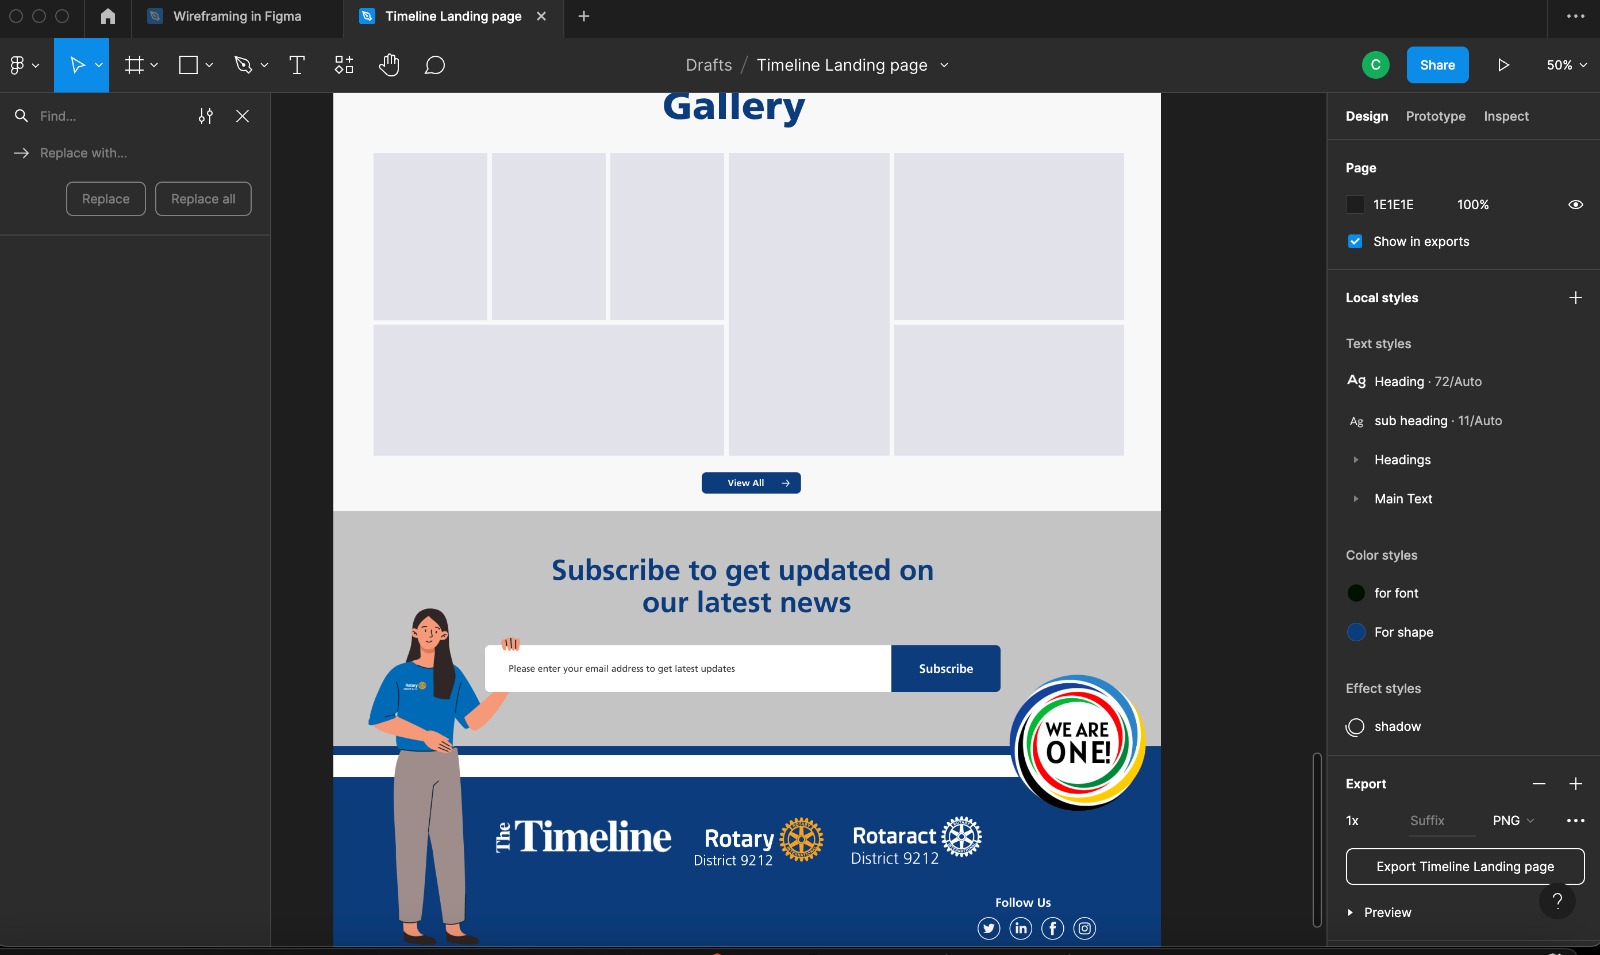 Wireframing in Figma
Timeline Landing page
Drafts / Timeline Landing page
C
Share
50%
Find...
Replace with...
Replace
Replace all
Gallery
View All
Subscribe to get updated on
our latest news
Please enter your email address to get latest updates
Subscribe
Rotary
WE ARE
ONE!
The Timeline
Rotary
District 9212
Rotaract
District 9212
Follow Us
Design
Prototype
Inspect
Page
1E1E1E
100%
Show in exports
Local styles
Text styles
Ag Heading · 72/Auto
Ag sub heading · 11/Auto
Headings
Main Text
Color styles
for font
For shape
Effect styles
shadow
Export
1x
Suffix
PNG
Export Timeline Landing page
?
Preview